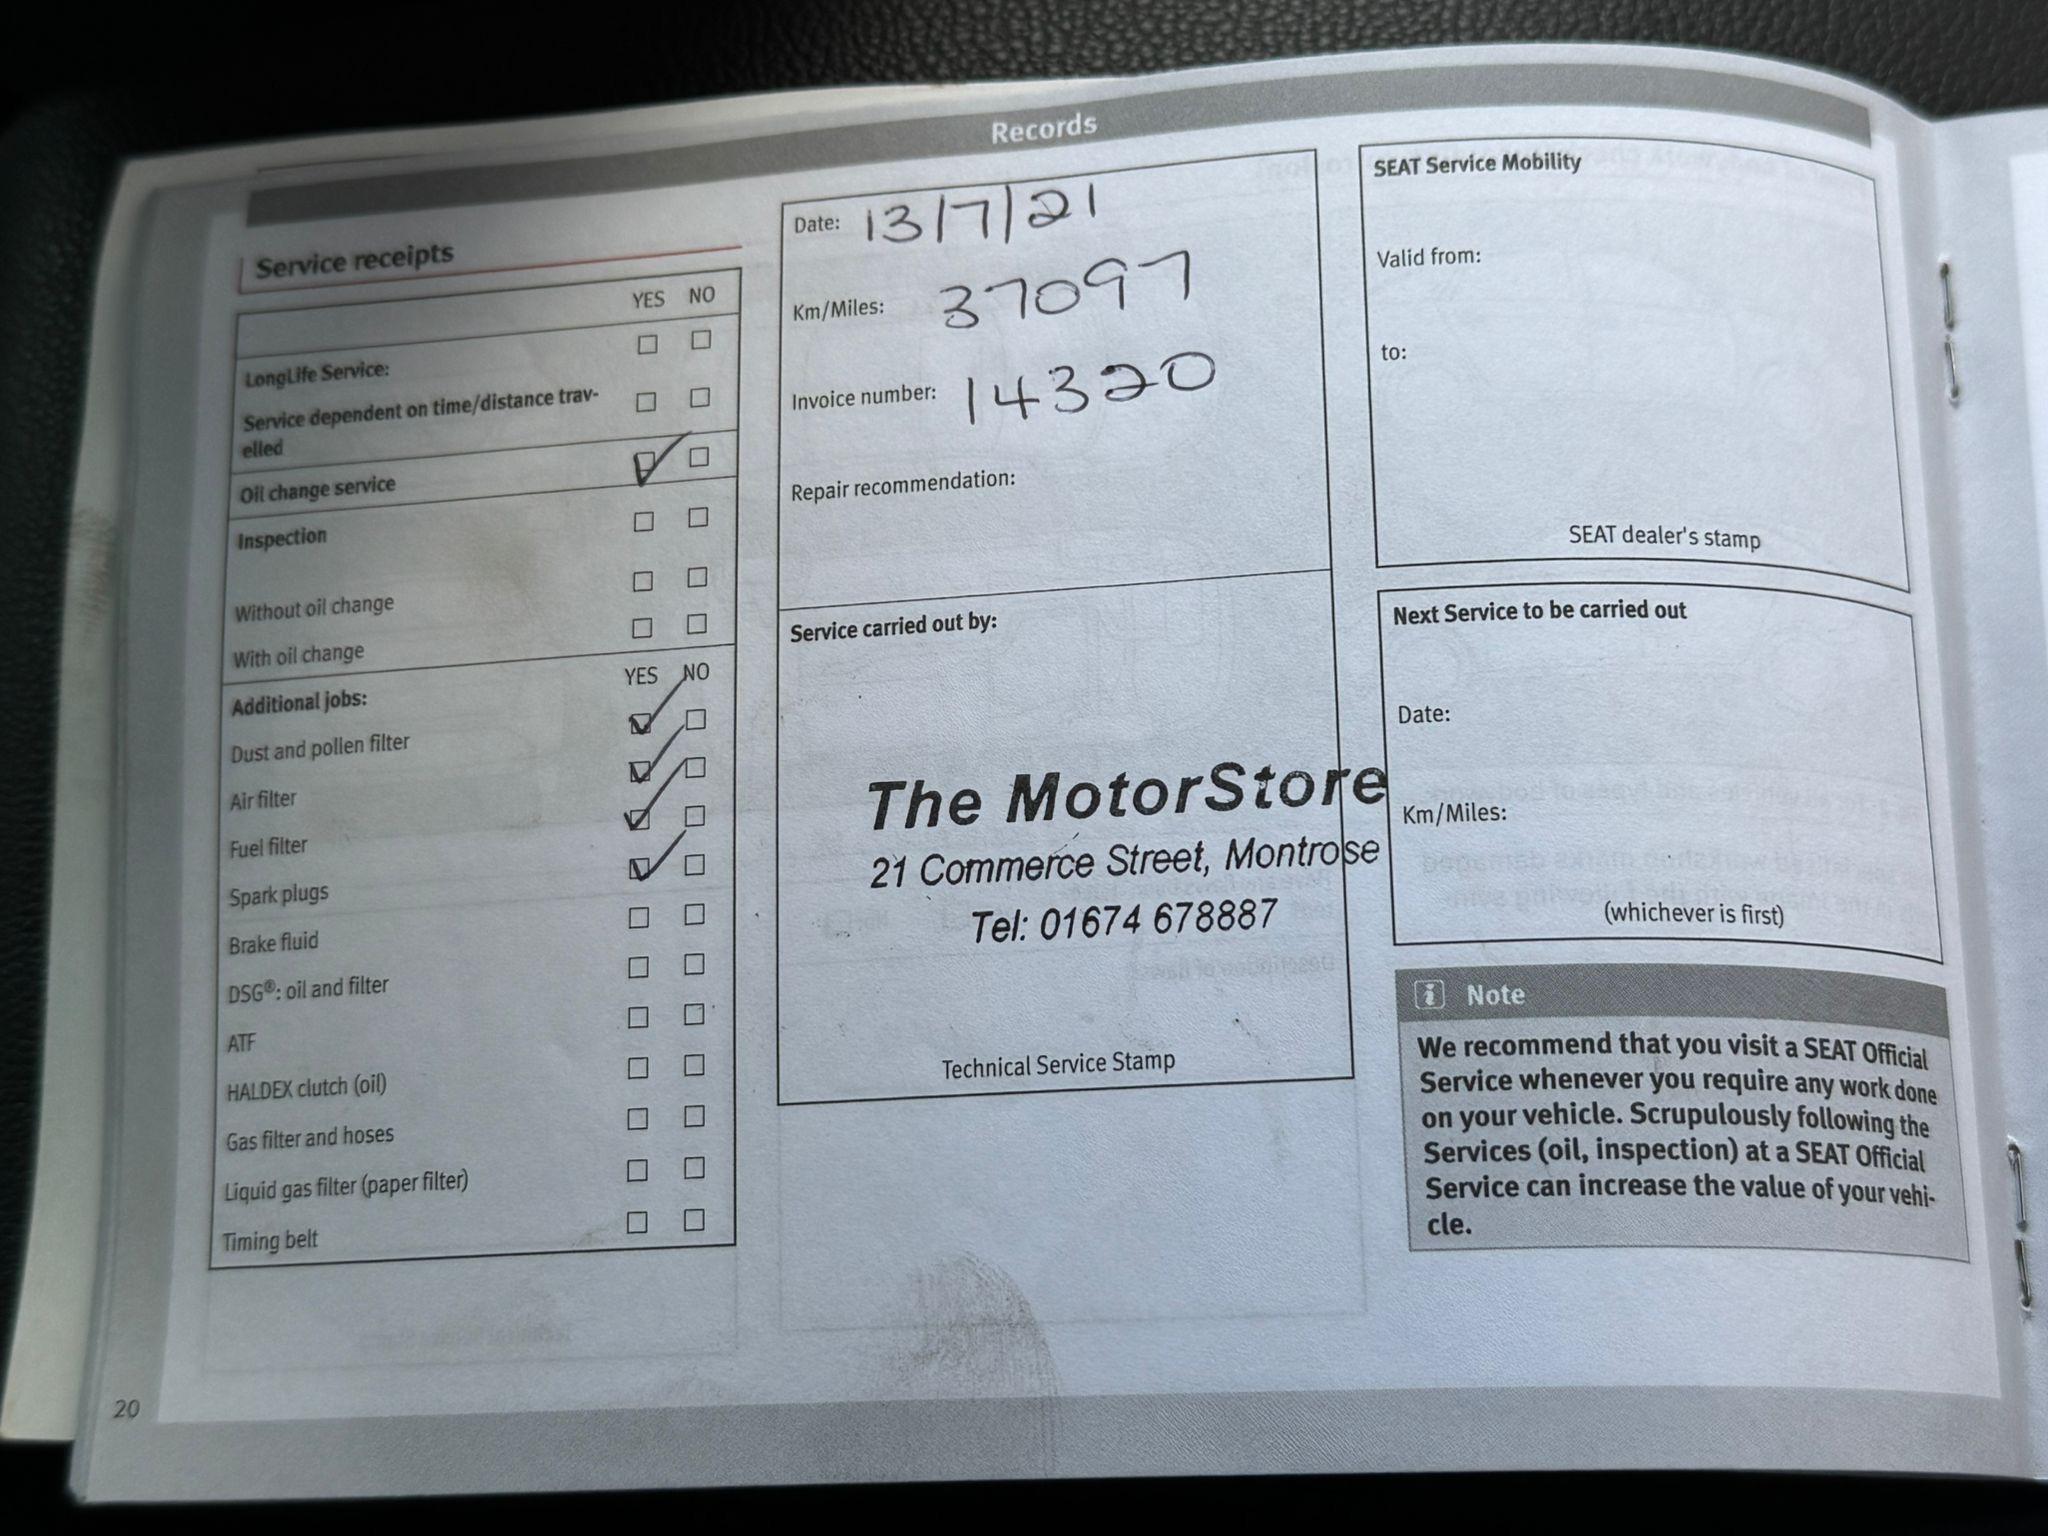 Records
Service receipts
YES NO
LongLife Service:
Service dependent on time/distance trav-
elled
Oil change service
Inspection
Without oil change
With oil change
Additional jobs:
YES NO
Dust and pollen filter
Air filter
Fuel filter
Spark plugs
Brake fluid
DSG®: oil and filter
ATF
HALDEX clutch (oil)
Gas filter and hoses
Liquid gas filter (paper filter)
Timing belt
Date: 13/7/21
Km/Miles: 37097
Invoice number: 14320
Repair recommendation:
Service carried out by:
The MotorStore
21 Commerce Street, Montrose
Tel: 01674 678887
Technical Service Stamp
SEAT Service Mobility
Valid from:
to:
SEAT dealer's stamp
Next Service to be carried out
Date:
Km/Miles:
(whichever is first)
i Note
We recommend that you visit a SEAT Official
Service whenever you require any work done
on your vehicle. Scrupulously following the
Services (oil, inspection) at a SEAT Official
Service can increase the value of your vehi-
cle.
20